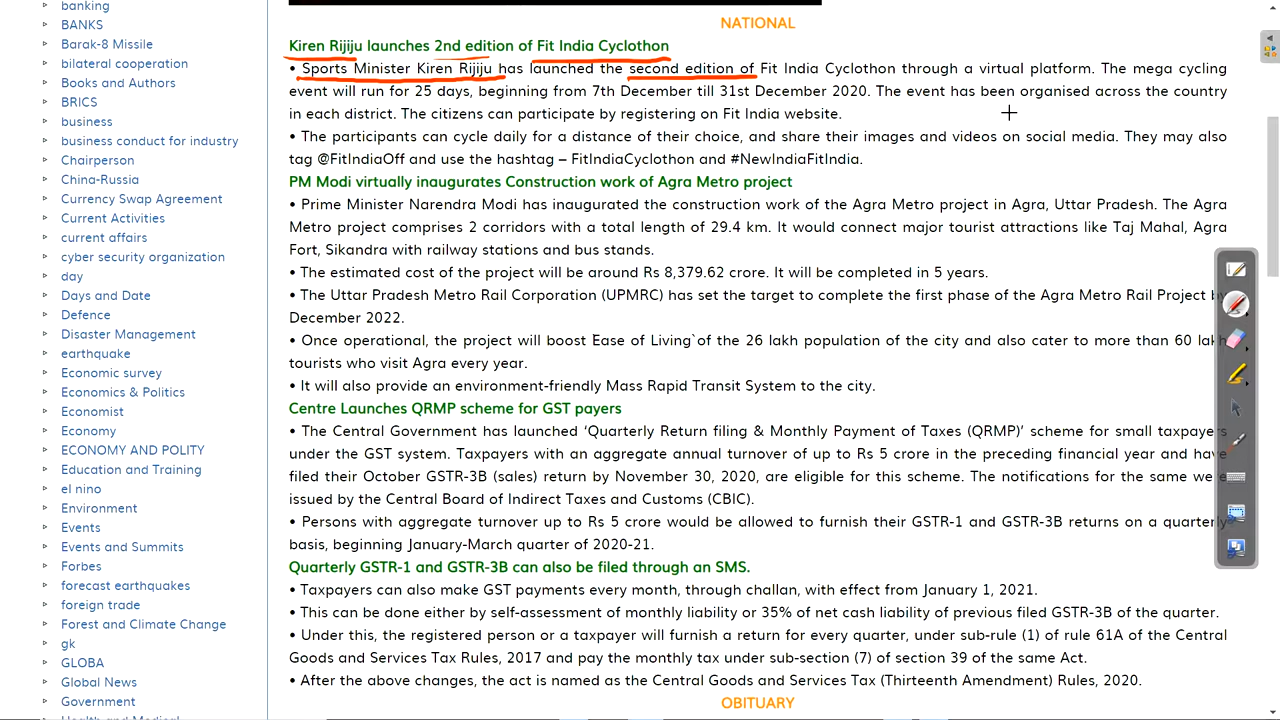 banking
BANKS
Barak-8 Missile
bilateral cooperation
Books and Authors
BRICS
business
business conduct for industry
Chairperson
China-Russia
Currency Swap Agreement
Current Activities
current affairs
cyber security organization
day
Days and Date
Defence
Disaster Management
earthquake
Economic survey
Economics & Politics
Economist
Economy
ECONOMY AND POLITY
Education and Training
el nino
Environment
Events
Events and Summits
Forbes
forecast earthquakes
foreign trade
Forest and Climate Change
gk
GLOBA
Global News
Government
NATIONAL
Kiren Rijiju launches 2nd edition of Fit India Cyclothon
• Sports Minister Kiren Rijiju has launched the second edition of Fit India Cyclothon through a virtual platform. The mega cycling
event will run for 25 days, beginning from 7th December till 31st December 2020. The event has been organised across the country
in each district. The citizens can participate by registering on Fit India website.
• The participants can cycle daily for a distance of their choice, and share their images and videos on social media. They may also
tag @FitIndiaOff and use the hashtag – FitIndiaCyclothon and #NewIndiaFitIndia.
PM Modi virtually inaugurates Construction work of Agra Metro project
• Prime Minister Narendra Modi has inaugurated the construction work of the Agra Metro project in Agra, Uttar Pradesh. The Agra
Metro project comprises 2 corridors with a total length of 29.4 km. It would connect major tourist attractions like Taj Mahal, Agra
Fort, Sikandra with railway stations and bus stands.
• The estimated cost of the project will be around Rs 8,379.62 crore. It will be completed in 5 years.
• The Uttar Pradesh Metro Rail Corporation (UPMRC) has set the target to complete the first phase of the Agra Metro Rail Project
December 2022.
• Once operational, the project will boost Ease of Living`of the 26 lakh population of the city and also cater to more than 60 lakh
tourists who visit Agra every year.
• It will also provide an environment-friendly Mass Rapid Transit System to the city.
Centre Launches QRMP scheme for GST payers
• The Central Government has launched ‘Quarterly Return filing & Monthly Payment of Taxes (QRMP)’ scheme for small taxpayers
under the GST system. Taxpayers with an aggregate annual turnover of up to Rs 5 crore in the preceding financial year and have
filed their October GSTR-3B (sales) return by November 30, 2020, are eligible for this scheme. The notifications for the same were
issued by the Central Board of Indirect Taxes and Customs (CBIC).
• Persons with aggregate turnover up to Rs 5 crore would be allowed to furnish their GSTR-1 and GSTR-3B returns on a quarterly
basis, beginning January-March quarter of 2020-21.
Quarterly GSTR-1 and GSTR-3B can also be filed through an SMS.
• Taxpayers can also make GST payments every month, through challan, with effect from January 1, 2021.
• This can be done either by self-assessment of monthly liability or 35% of net cash liability of previous filed GSTR-3B of the quarter.
• Under this, the registered person or a taxpayer will furnish a return for every quarter, under sub-rule (1) of rule 61A of the Central
Goods and Services Tax Rules, 2017 and pay the monthly tax under sub-section (7) of section 39 of the same Act.
• After the above changes, the act is named as the Central Goods and Services Tax (Thirteenth Amendment) Rules, 2020.
OBITUARY